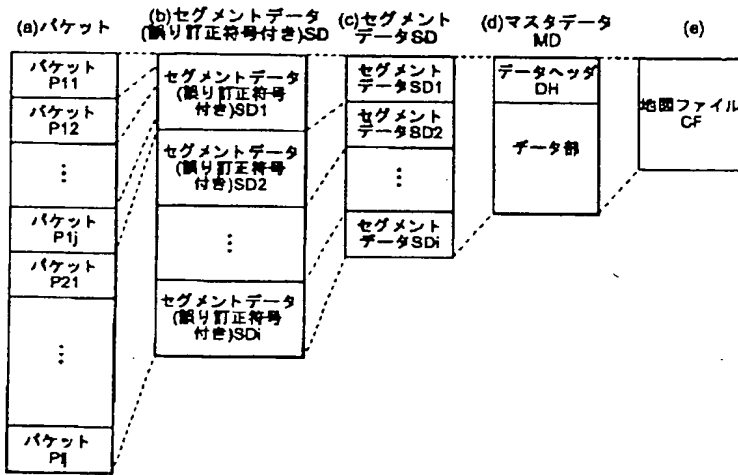 (a)パケット
パケット
P11
パケット
P12
⋮
パケット
P1j
パケット
P21
⋮
パケット
Pij
(b)セグメントデータ
(誤り訂正符号付き)SD
セグメントデータ
(誤り訂正符号
付き)SD1
セグメントデータ
(誤り訂正符号
付き)SD2
⋮
セグメントデータ
(誤り訂正符号
付き)SDi
(c)セグメント
データSD
セグメント
データSD1
セグメント
データSD2
⋮
セグメント
データSDi
(d)マスタデータ
MD
データヘッダ
DH
データ部
(e)
地図ファイル
CF